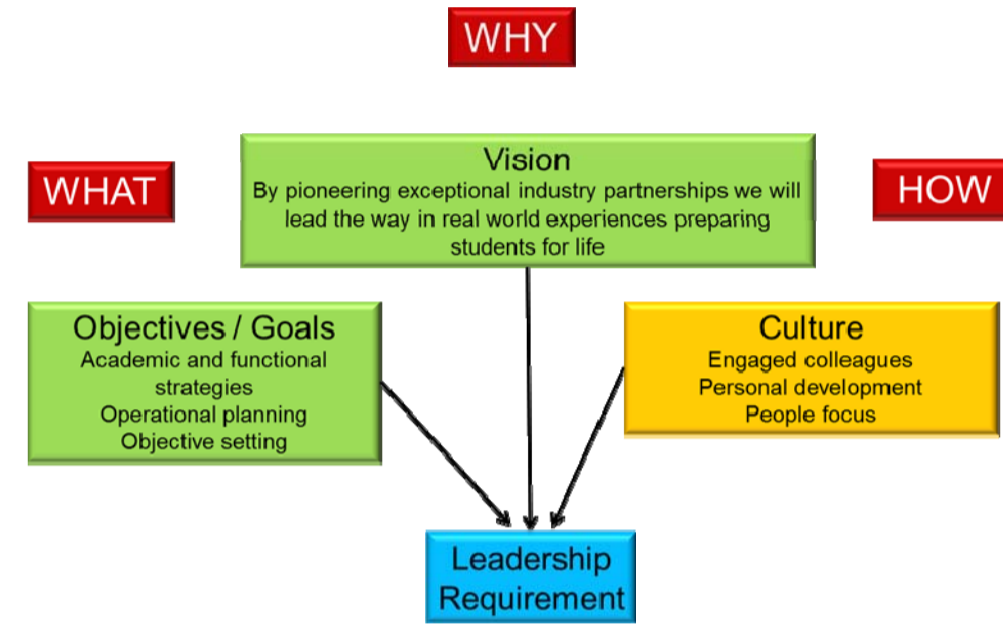 WHY
WHAT
HOW
Vision
By pioneering exceptional industry partnerships we will
lead the way in real world experiences preparing
students for life
Objectives / Goals
Academic and functional
strategies
Operational planning
Objective setting
Culture
Engaged colleagues
Personal development
People focus
Leadership
Requirement